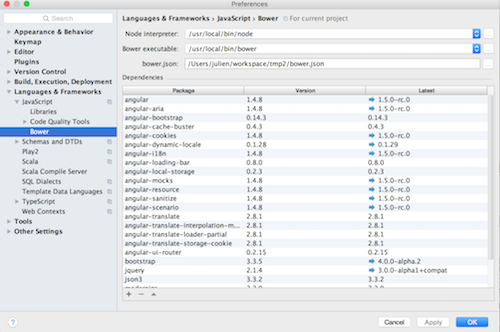 Preferences
Search
Languages & Frameworks › JavaScript › Bower For current project
Appearance & Behavior
Keymap
Editor
Plugins
Version Control
Build, Execution, Deployment
Languages & Frameworks
JavaScript
Libraries
Code Quality Tools
Bower
Schemas and DTDs
Play2
Scala
Scala Compile Server
SQL Dialects
Template Data Languages
TypeScript
Web Contexts
Tools
Other Settings
Node interpreter: /usr/local/bin/node
Bower executable: /usr/local/bin/bower
bower.json: /Users/julien/workspace/tmp2/bower.json
Dependencies
Package Version Latest
angular 1.4.8 1.5.0-rc.0
angular-aria 1.4.8 1.5.0-rc.0
angular-bootstrap 0.14.3 0.14.3
angular-cache-buster 0.4.3 0.4.3
angular-cookies 1.4.8 1.5.0-rc.0
angular-dynamic-locale 0.1.28 0.1.29
angular-i18n 1.4.8 1.5.0-rc.0
angular-loading-bar 0.8.0 0.8.0
angular-local-storage 0.2.3 0.2.3
angular-mocks 1.4.8 1.5.0-rc.0
angular-resource 1.4.8 1.5.0-rc.0
angular-sanitize 1.4.8 1.5.0-rc.0
angular-scenario 1.4.8 1.5.0-rc.0
angular-translate 2.8.1 2.8.1
angular-translate-interpolation-m... 2.8.1 2.8.1
angular-translate-loader-partial 2.8.1 2.8.1
angular-translate-storage-cookie 2.8.1 2.8.1
angular-ui-router 0.2.15 0.2.15
bootstrap 3.3.5 4.0.0-alpha.2
jquery 2.1.4 3.0.0-alpha1+compat
json3 3.3.2 3.3.2
Cancel Apply OK